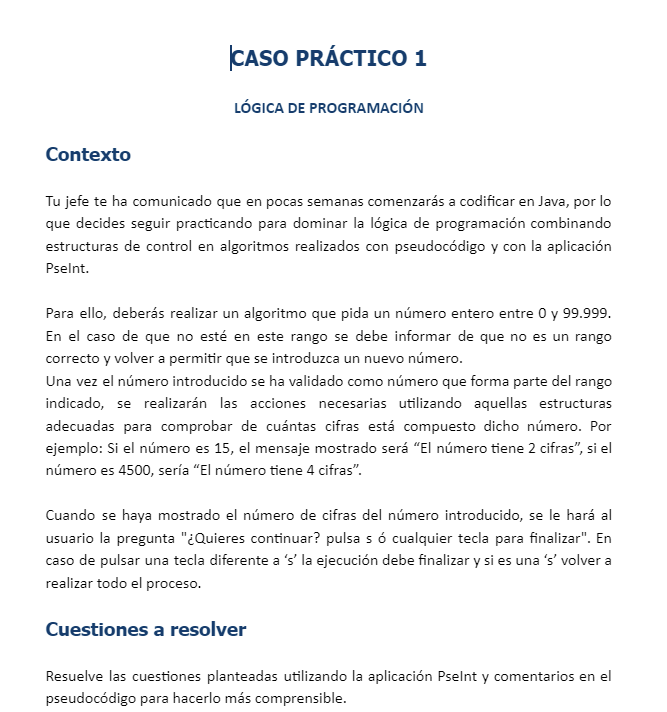 CASO PRÁCTICO 1
LÓGICA DE PROGRAMACIÓN
Contexto
Tu jefe te ha comunicado que en pocas semanas comenzarás a codificar en Java, por lo
que decides seguir practicando para dominar la lógica de programación combinando
estructuras de control en algoritmos realizados con pseudocódigo y con la aplicación
PseInt.
Para ello, deberás realizar un algoritmo que pida un número entero entre 0 y 99.999.
En el caso de que no esté en este rango se debe informar de que no es un rango
correcto y volver a permitir que se introduzca un nuevo número.
Una vez el número introducido se ha validado como número que forma parte del rango
indicado, se realizarán las acciones necesarias utilizando aquellas estructuras
adecuadas para comprobar de cuántas cifras está compuesto dicho número. Por
ejemplo: Si el número es 15, el mensaje mostrado será “El número tiene 2 cifras”, si el
número es 4500, sería “El número tiene 4 cifras”.
Cuando se haya mostrado el número de cifras del número introducido, se le hará al
usuario la pregunta "¿Quieres continuar? pulsa s ó cualquier tecla para finalizar". En
caso de pulsar una tecla diferente a ‘s’ la ejecución debe finalizar y si es una ‘s’ volver a
realizar todo el proceso.
Cuestiones a resolver
Resuelve las cuestiones planteadas utilizando la aplicación PseInt y comentarios en el
pseudocódigo para hacerlo más comprensible.